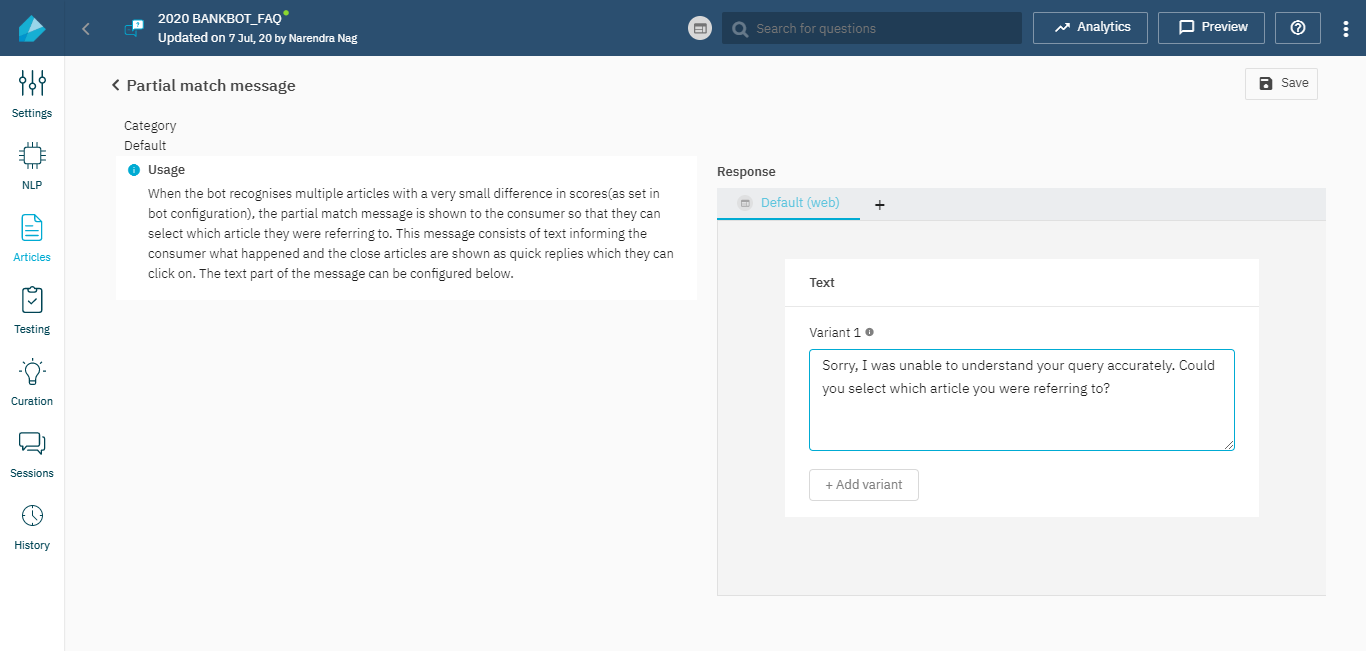 2020 BANKBOT_FAQ
Updated on 7 Jul, 20 by Narendra Nag
Search for questions
Analytics
Preview
Settings
NLP
Articles
Testing
Curation
Sessions
History
Partial match message
Save
Category
Default
Usage
When the bot recognises multiple articles with a very small difference in scores(as set in
bot configuration), the partial match message is shown to the consumer so that they can
select which article they were referring to. This message consists of text informing the
consumer what happened and the close articles are shown as quick replies which they can
click on. The text part of the message can be configured below.
Response
Default (web)
+
Text
Variant 1
Sorry, I was unable to understand your query accurately. Could
you select which article you were referring to?
+ Add variant